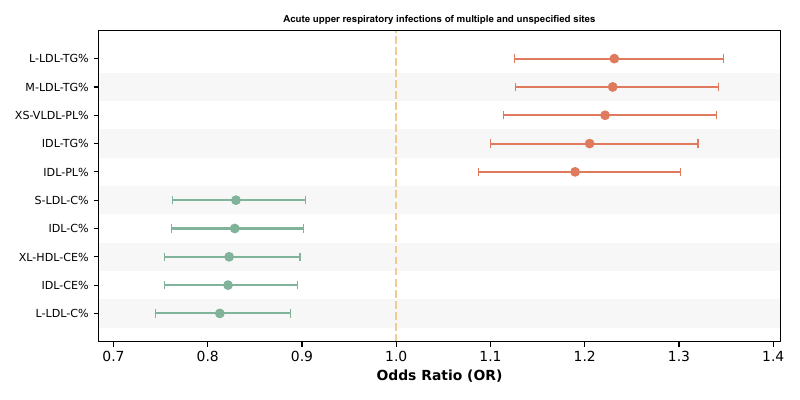 Acute upper respiratory infections of multiple and unspecified sites
L-LDL-TG%
M-LDL-TG%
XS-VLDL-PL%
IDL-TG%
IDL-PL%
S-LDL-C%
IDL-C%
XL-HDL-CE%
IDL-CE%
L-LDL-C%
0.7 0.8 0.9 1.0 1.1 1.2 1.3 1.4
Odds Ratio (OR)